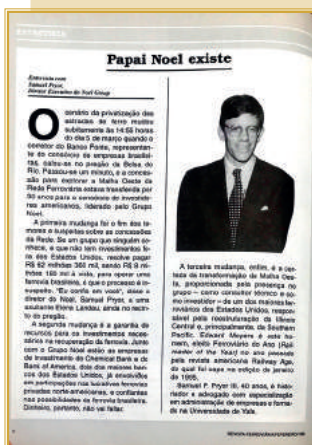 ENTREVISTA
Papai Noel existe
Entrevista com
Samuel Pryor,
Diretor Executivo do Noel Group
O cenário da privatização das
estradas de ferro mudou
subitamente às 14:55 horas
do dia 5 de março quando o
corretor do Banco Fonte, representan-
te do consórcio de empresas brasilei-
ras, calou-se no pregão da Bolsa do
Rio. Passou-se um minuto, e a conces-
são para explorar a Malha Oeste da
Rede Ferroviária estava transferida por
30 anos para o consórcio de investido-
res americanos, liderado pelo Grupo
Noel.
A primeira mudança foi o fim dos te-
mores e suspeitas sobre as concessões
da Rede. Se um grupo que ninguém co-
nhece, e que não tem investimentos fo-
ra dos Estados Unidos, resolve pagar
R$ 62 milhões 360 mil, sendo R$
à vista, para operar uma
ferrovia brasileira, é que o processo é in-
suspeito. "Eu confio em você", disse o
diretor do Noel, Samuel Pryor, a uma
saltitante Elena Landau, ainda no recin-
to do pregão.
A segunda mudança é a garantia de
recursos para os investimentos neces-
sários na recuperação da ferrovia. Junto
com o Grupo Noel estão as empresas
de investimento do Chemical Bank e do
Bank of America, dois dos maiores ban-
cos dos Estados Unidos, já envolvidos
em participações nas lucrativas ferrovias
privadas norte-americanas, e confiantes
nas possibilidades da ferrovia brasileira.
Dinheiro, portanto, não vai faltar.
A terceira mudança, enfim, é a cer-
teza da transformação da Malha Oes-
te, proporcionada pela presença no
grupo — como consultor técnico e co-
mo investidor — de um dos maiores fer-
roviários dos Estados Unidos, respon-
sável pela reestruturação da Illinois
Central e, principalmente, da Southern
Pacific. Edward Moyers é este ho-
mem, eleito Ferroviário do Ano (Rail-
roader of the Year) no ano passado
pela revista americana Railway Age,
da qual foi capa na edição de janeiro
de 1995.
Samuel F. Pryor III, 40 anos, é histo-
riador e advogado com especialização
em administração de empresas e forma-
do na Universidade de Yale.